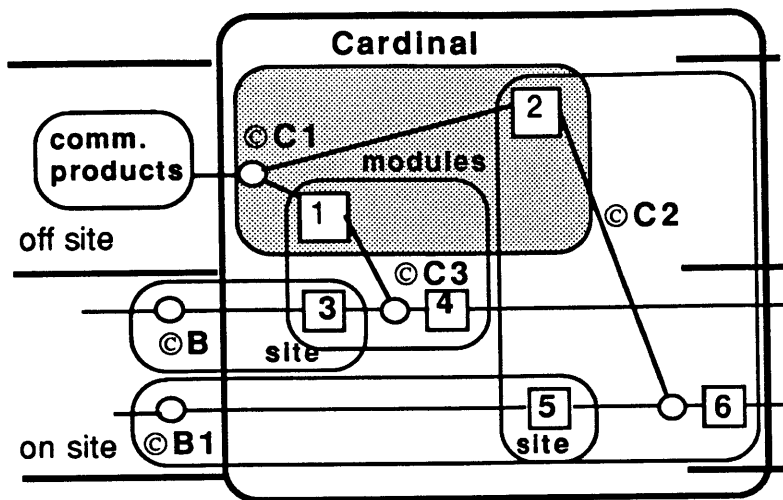 Cardinal
2
©C1
comm.
products
modules
1
©C2
off site
©C3
3
4
©B
site
5
6
on site
©B1
site